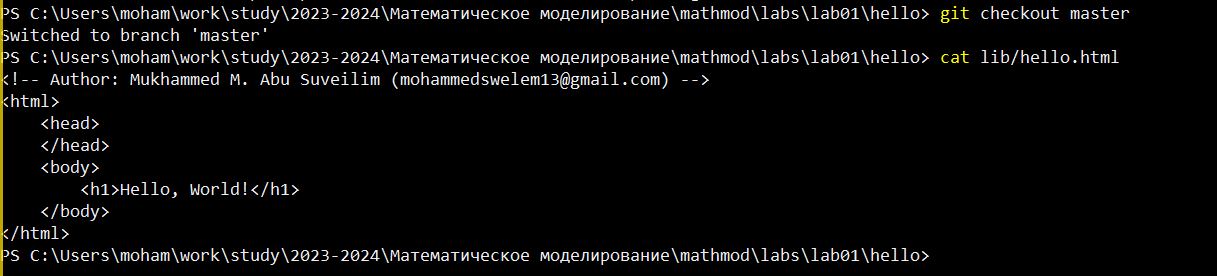 PS C:\Users\moham\work\study\2023-2024\Математическое моделирование\mathmod\labs\lab01\hello> git checkout master
Switched to branch 'master'
PS C:\Users\moham\work\study\2023-2024\Математическое моделирование\mathmod\labs\lab01\hello> cat lib/hello.html
<!-- Author: Mukhammed M. Abu Suveilim (mohammedswelem13@gmail.com) -->
<html>
    <head>
    </head>
    <body>
        <h1>Hello, World!</h1>
    </body>
</html>
PS C:\Users\moham\work\study\2023-2024\Математическое моделирование\mathmod\labs\lab01\hello>